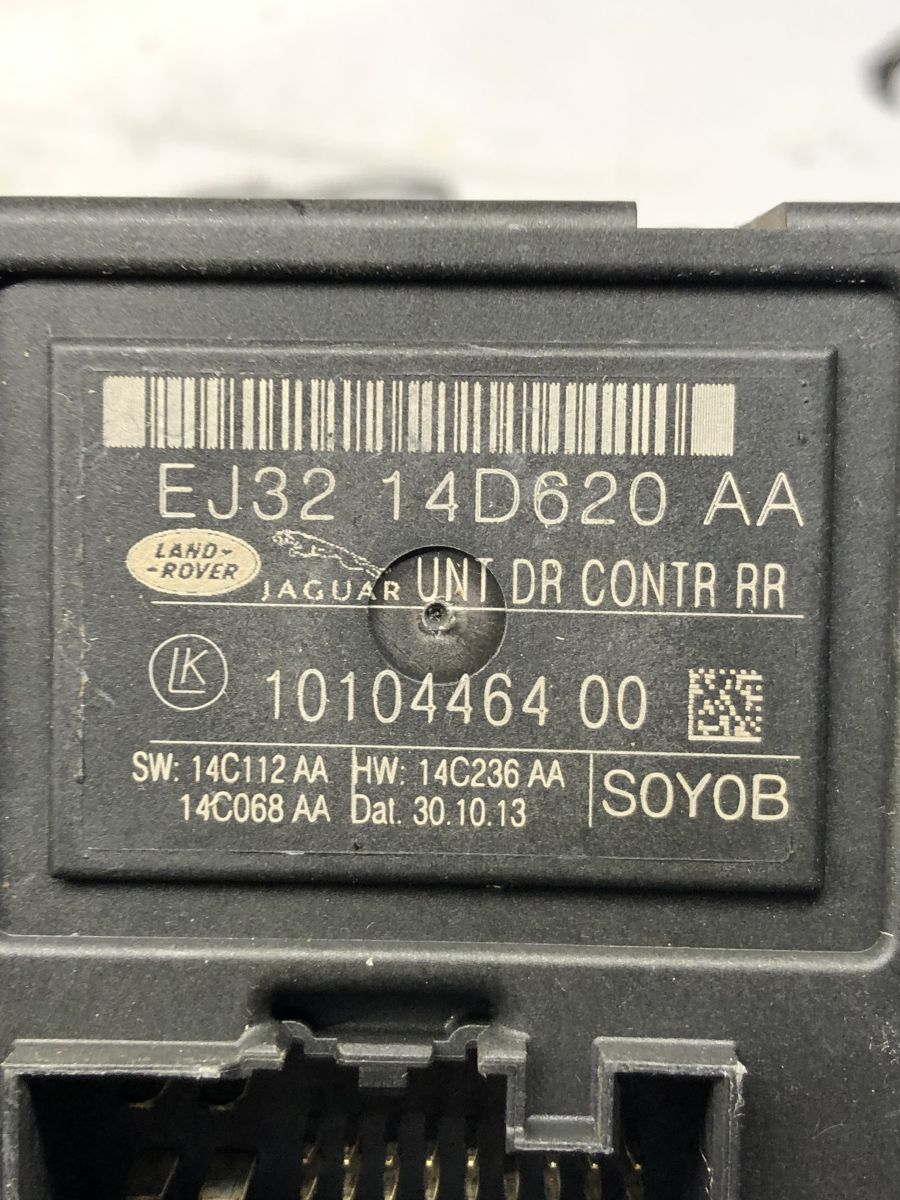 EJ32 14D620 AA
LAND-
-ROVER
JAGUAR UNT DR CONTR RR
LK 10104464 00
SW: 14C112 AA HW: 14C236 AA
14C068 AA Dat. 30.10.13
SOYOB